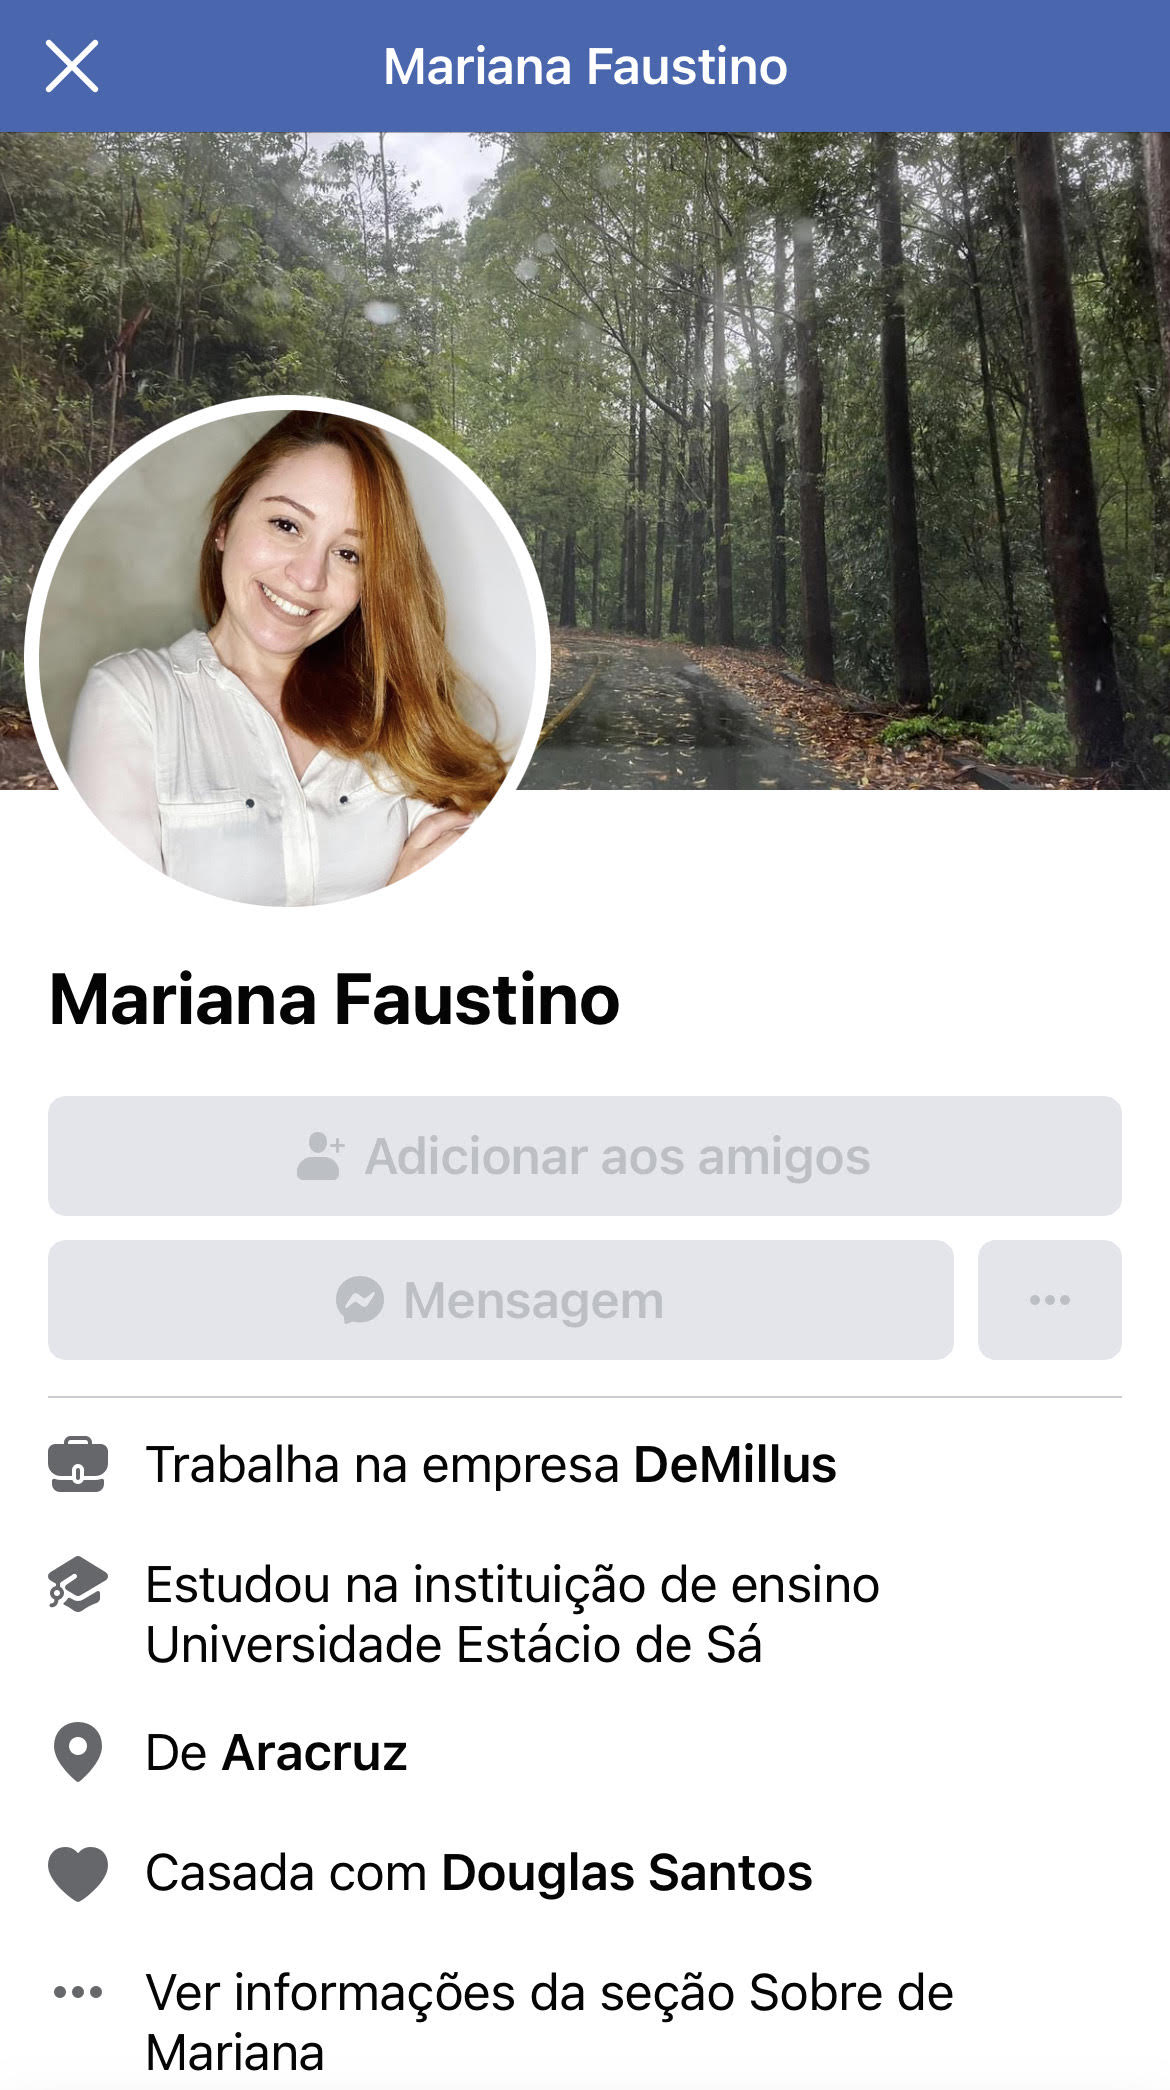 Mariana Faustino
Mariana Faustino
Adicionar aos amigos
Mensagem
Trabalha na empresa DeMillus
Estudou na instituição de ensino
Universidade Estácio de Sá
De Aracruz
Casada com Douglas Santos
Ver informações da seção Sobre de
Mariana